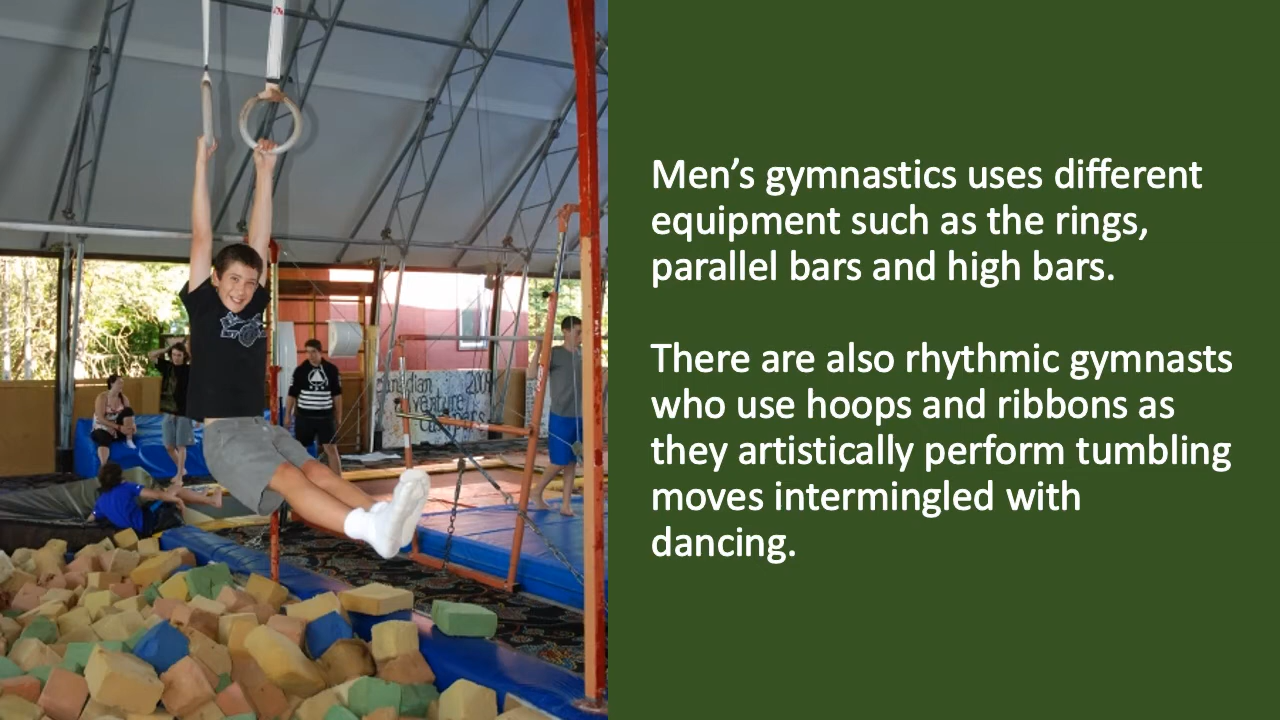 Men’s gymnastics uses different
equipment such as the rings,
parallel bars and high bars.
There are also rhythmic gymnasts
who use hoops and ribbons as
they artistically perform tumbling
moves intermingled with
dancing.